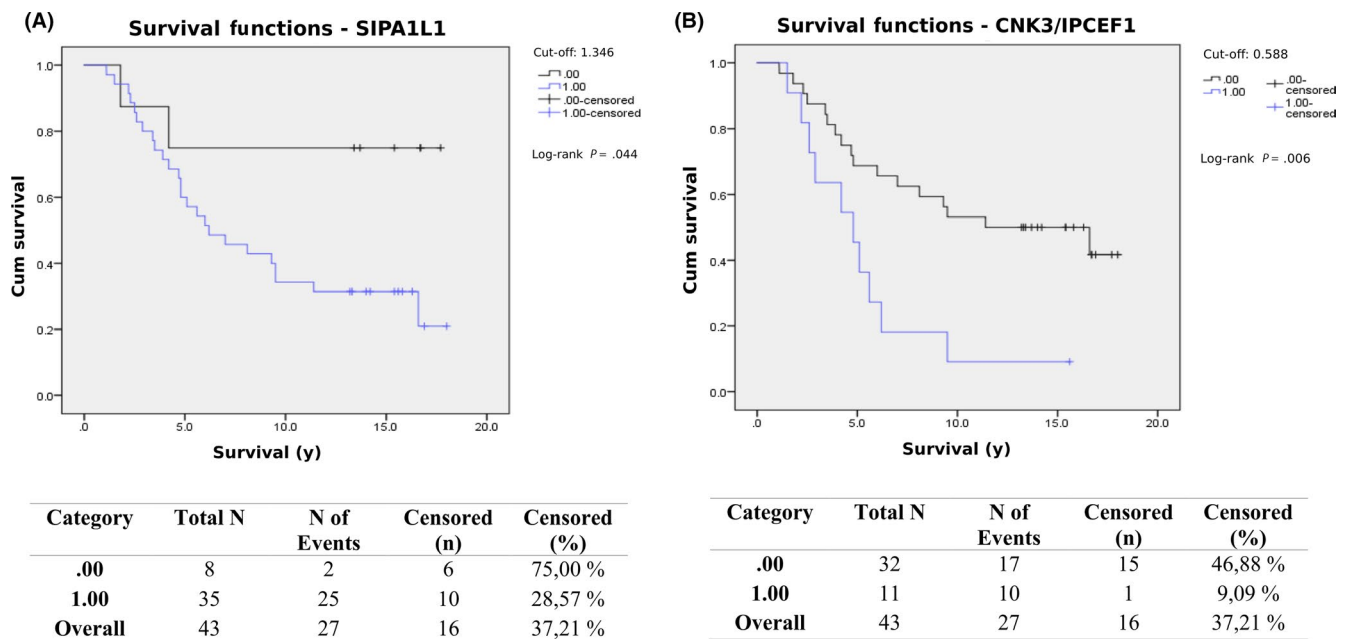 (A)
Survival functions - SIPA1L1
Cut-off: 1.346
.00
1.00
.00-censored
1.00-censored
Log-rank P = .044
Cum survival
1.0
0.8
0.6
0.4
0.2
0.0
.0 5.0 10.0 15.0 20.0
Survival (y)
Category Total N N of Events Censored (n) Censored (%)
.00 8 2 6 75,00 %
1.00 35 25 10 28,57 %
Overall 43 27 16 37,21 %
(B)
Survival functions - CNK3/IPCEF1
Cut-off: 0.588
.00
1.00
.00-censored
1.00-censored
Log-rank P = .006
Cum survival
1.0
0.8
0.6
0.4
0.2
0.0
.0 5.0 10.0 15.0 20.0
Survival (y)
Category Total N N of Events Censored (n) Censored (%)
.00 32 17 15 46,88 %
1.00 11 10 1 9,09 %
Overall 43 27 16 37,21 %